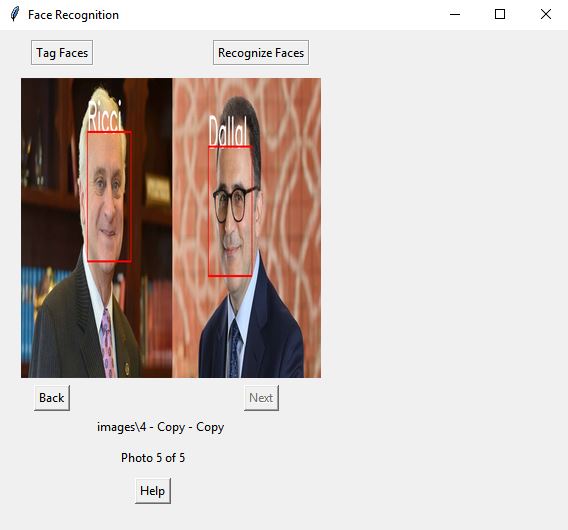 Face Recognition
Tag Faces
Recognize Faces
Ricci
Dallal
Back
Next
images\4 - Copy - Copy
Photo 5 of 5
Help